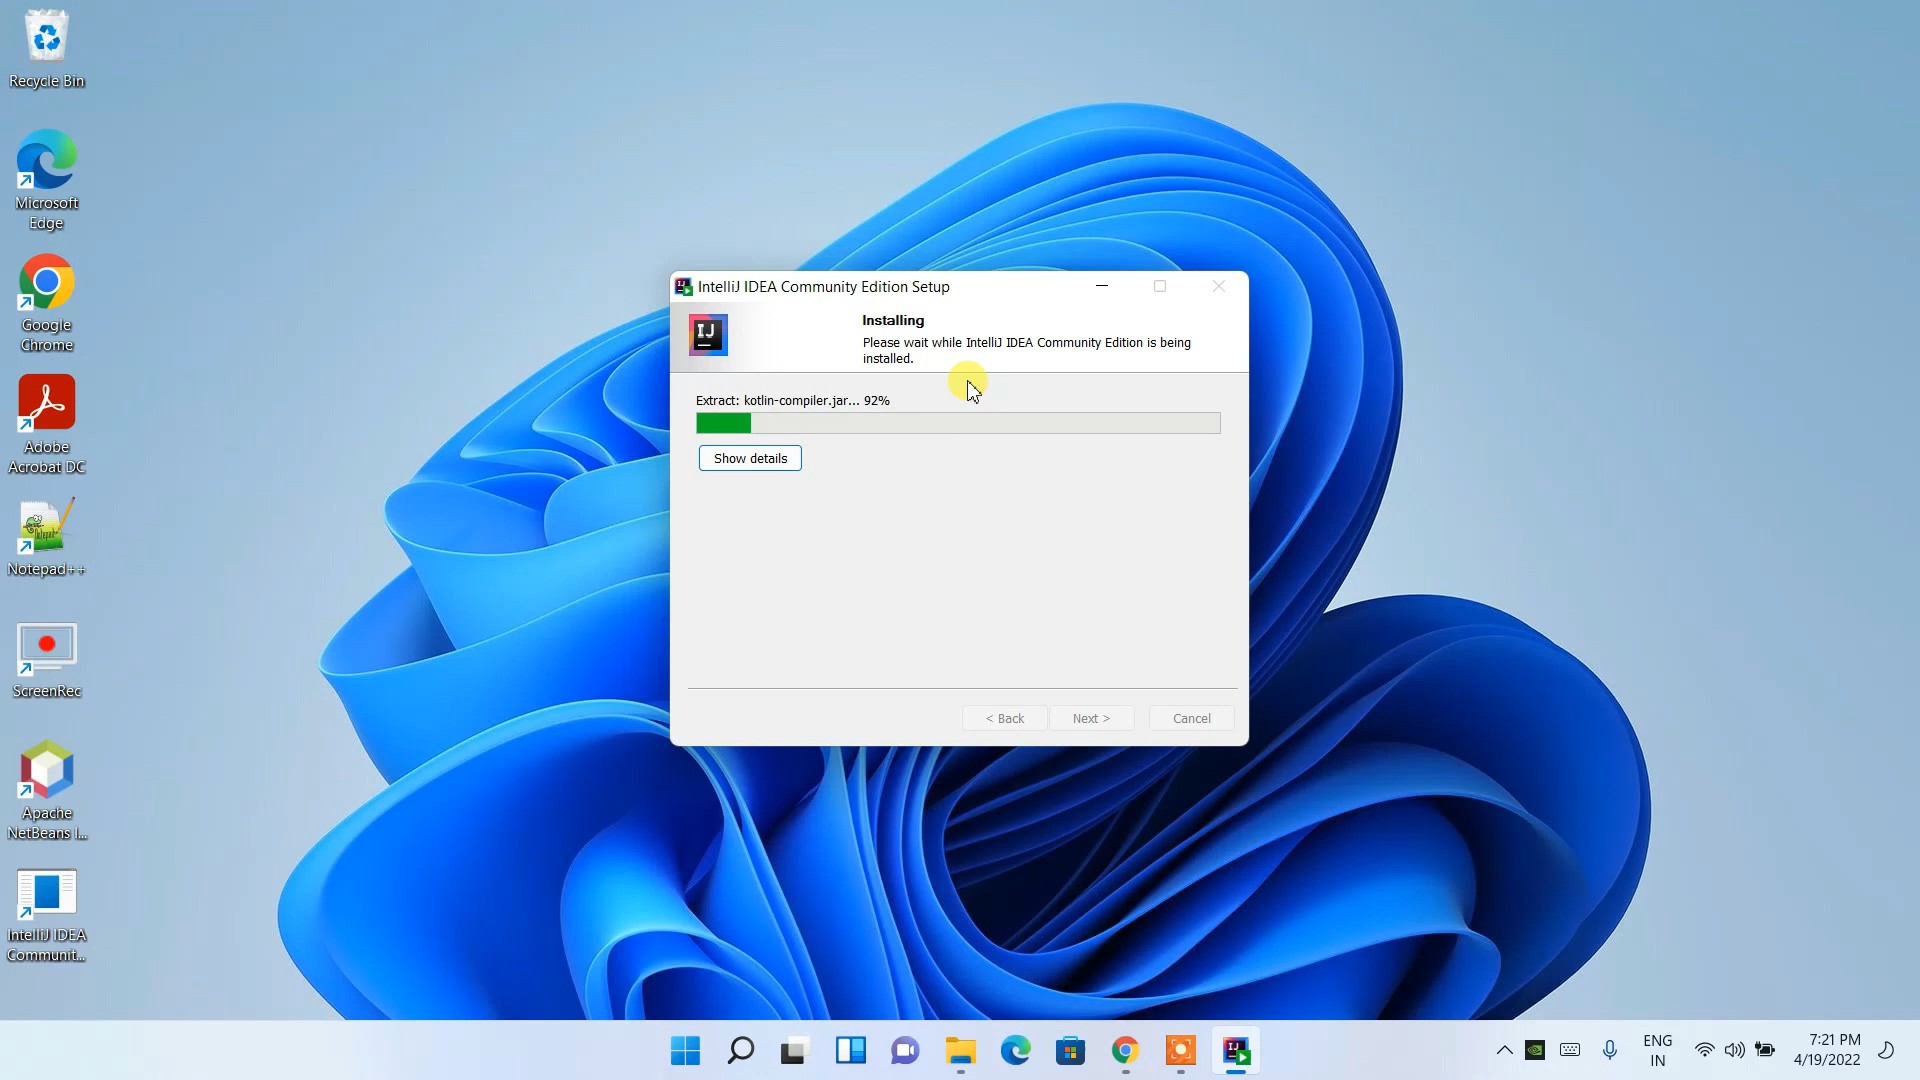 Recycle Bin
Microsoft
Edge
Google
Chrome
Adobe
Acrobat DC
Notepad++
ScreenRec
Apache
NetBeans I...
IntelliJ IDEA
Communit...
IntelliJ IDEA Community Edition Setup
IJ
Installing
Please wait while IntelliJ IDEA Community Edition is being
installed.
Extract: kotlin-compiler.jar... 92%
Show details
< Back
Next >
Cancel
ENG
IN
7:21 PM
4/19/2022